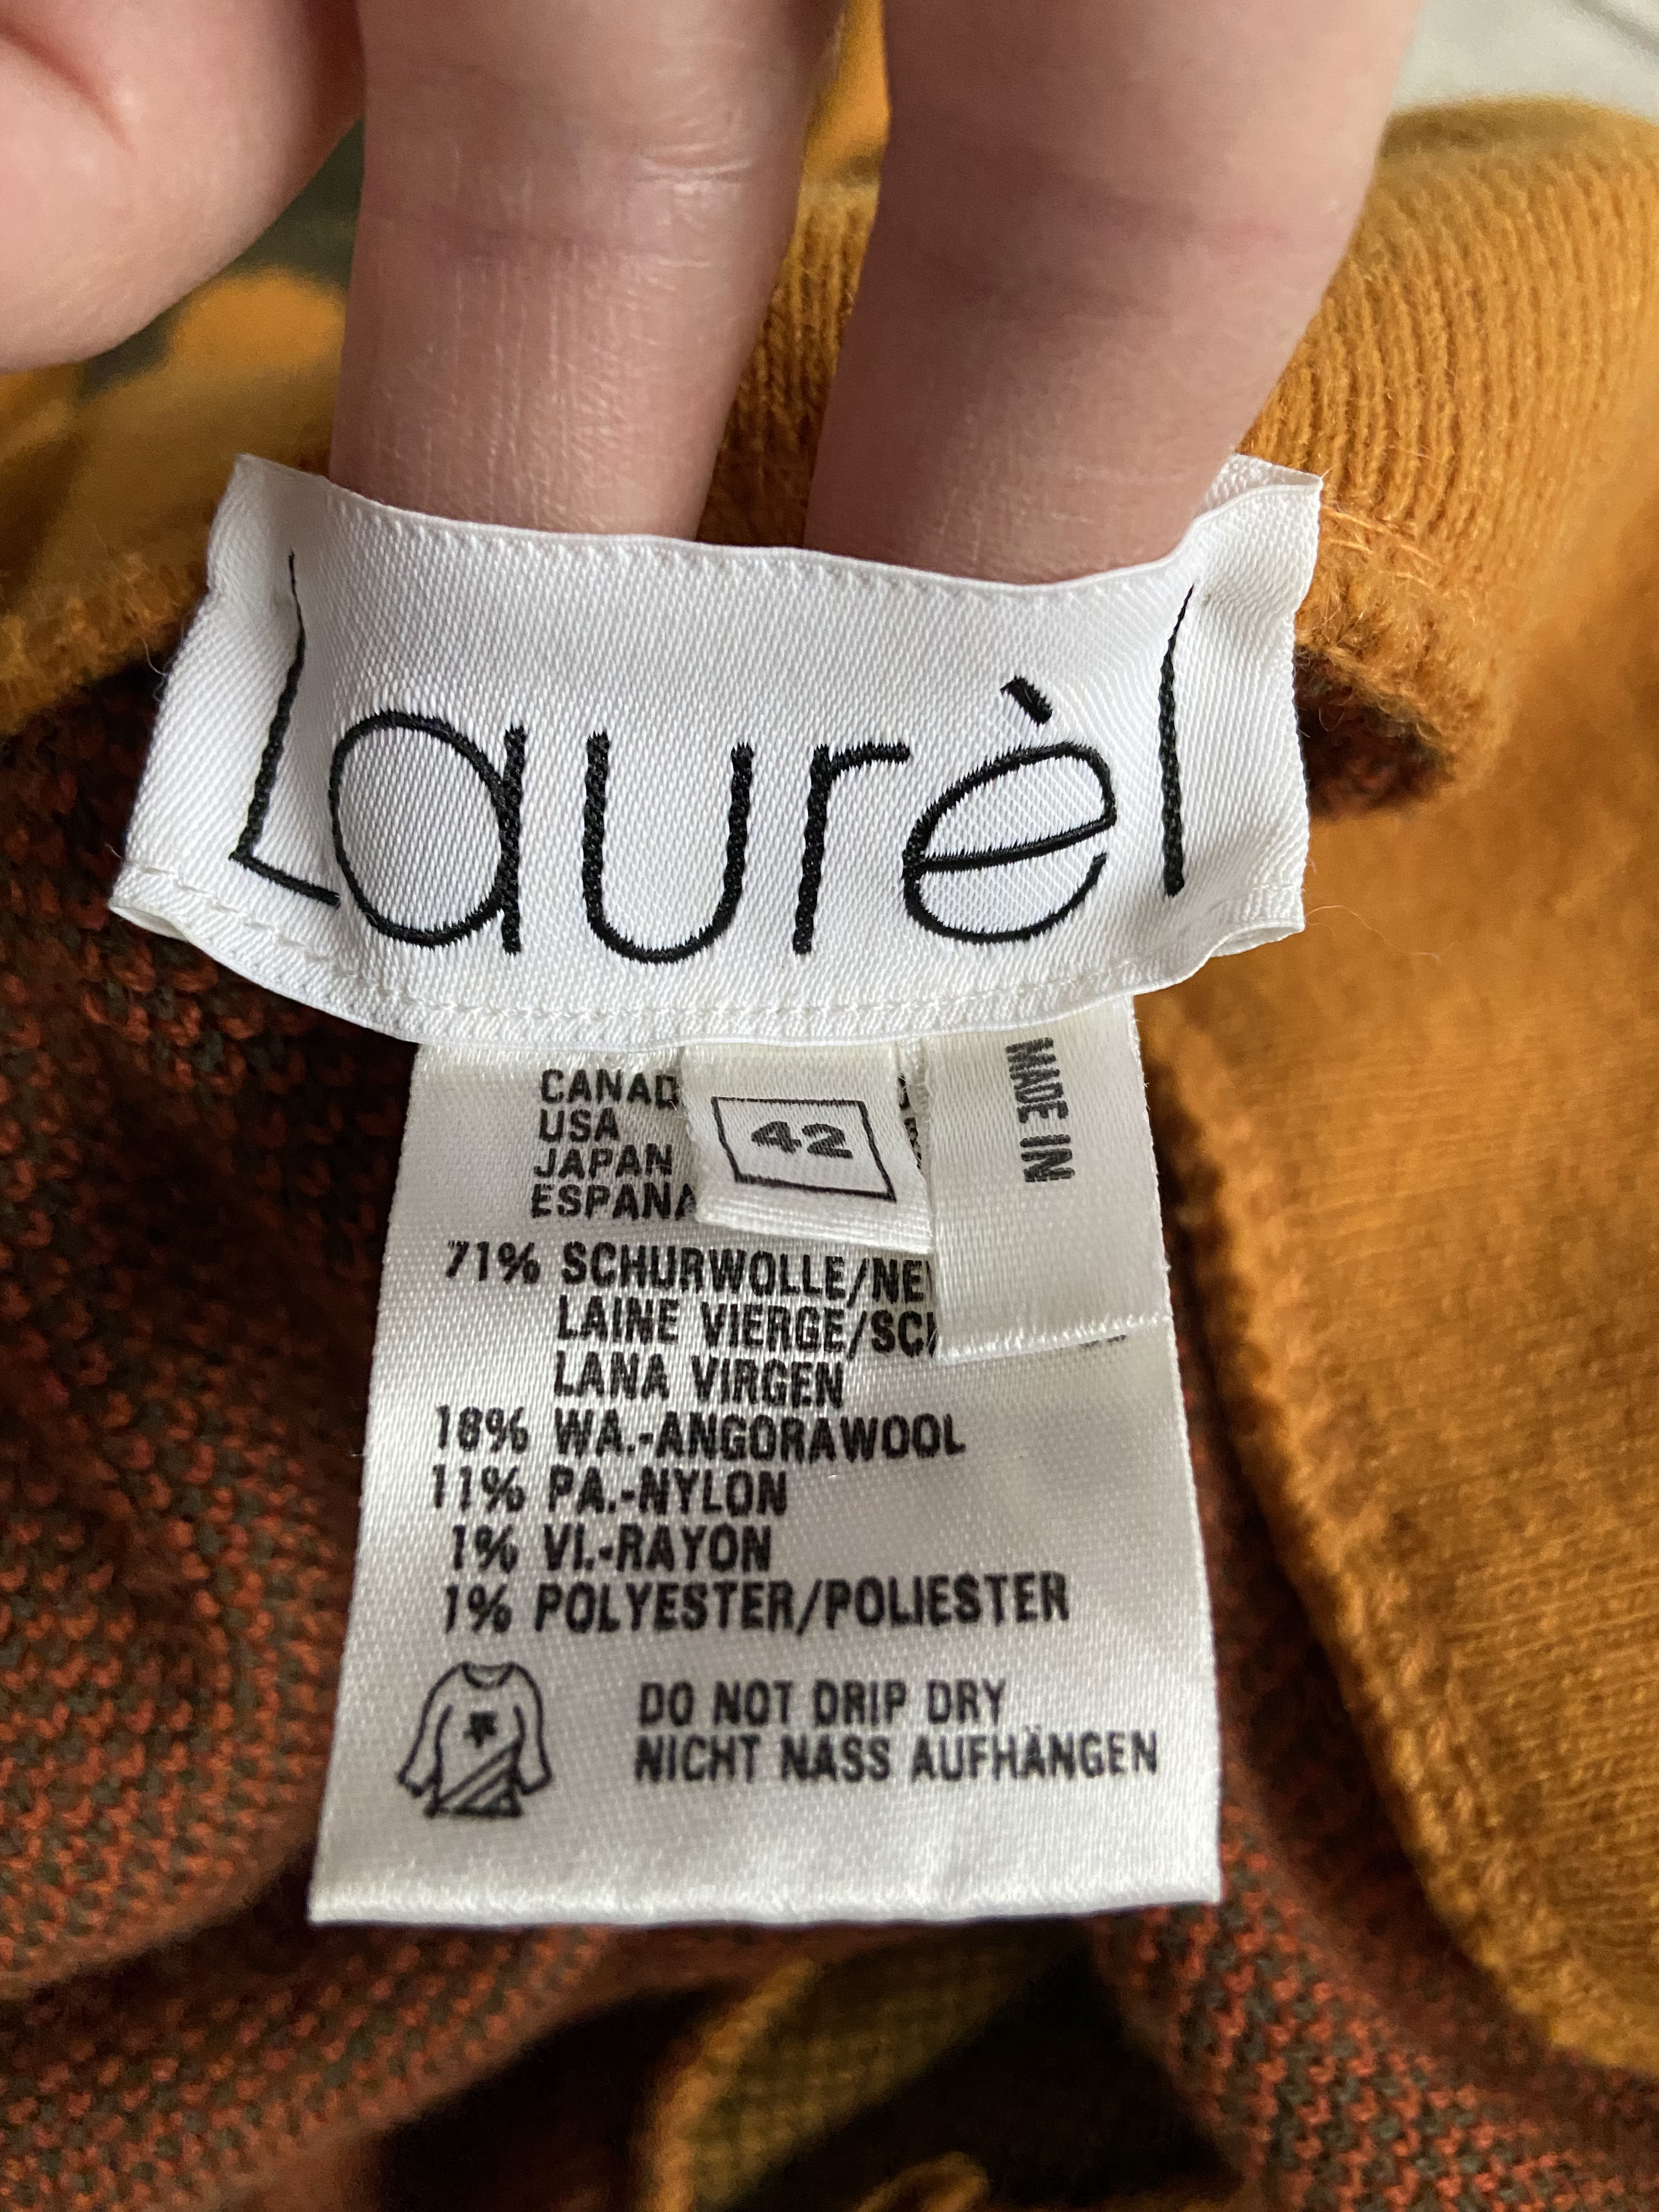 Laurèl
CANAD
USA
JAPAN
ESPANA
42
MADE IN
71% SCHURWOLLE/NE
LAINE VIERGE/SC
LANA VIRGEN
18% WA.-ANGORAWOOL
11% PA.-NYLON
1% VI.-RAYON
1% POLYESTER/POLIESTER
DO NOT DRIP DRY
NICHT NASS AUFHÄNGEN